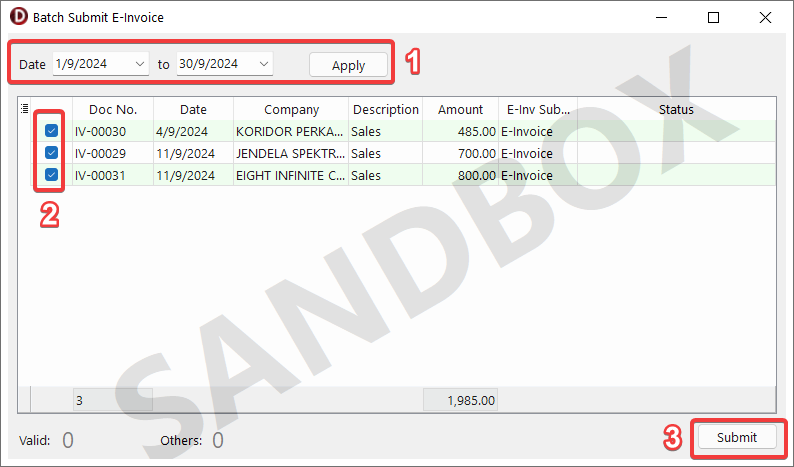 Batch Submit E-Invoice
Date 1/9/2024 to 30/9/2024 Apply 1
Doc No. Date Company Description Amount E-Inv Sub... Status
IV-00030 4/9/2024 KORIDOR PERKA... Sales 485.00 E-Invoice
IV-00029 11/9/2024 JENDELA SPEKTR... Sales 700.00 E-Invoice
IV-00031 11/9/2024 EIGHT INFINITE C... Sales 800.00 E-Invoice
2
SANDBOX
3 1,985.00
Valid: 0 Others: 0 3 Submit